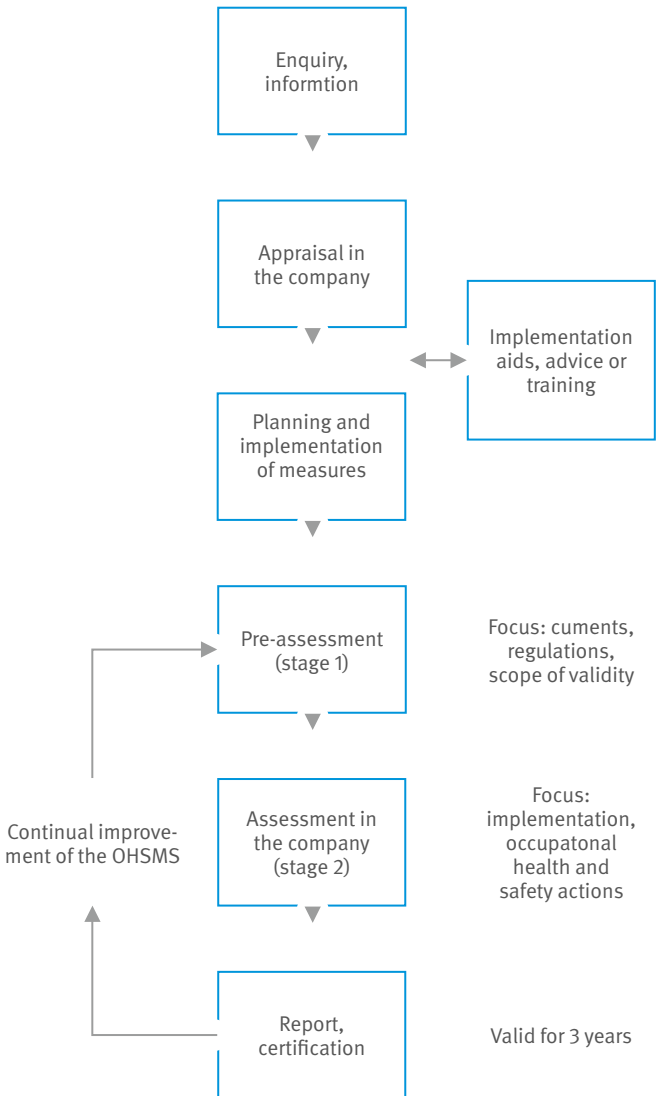 Enquiry,
informtion
Appraisal in
the company
Implementation
aids, advice or
training
Planning and
implementation
of measures
Pre-assessment
(stage 1)
Focus: cuments,
regulations,
scope of validity
Continual improve-
ment of the OHSMS
Assessment in
the company
(stage 2)
Focus:
implementation,
occupatonal
health and
safety actions
Report,
certification
Valid for 3 years